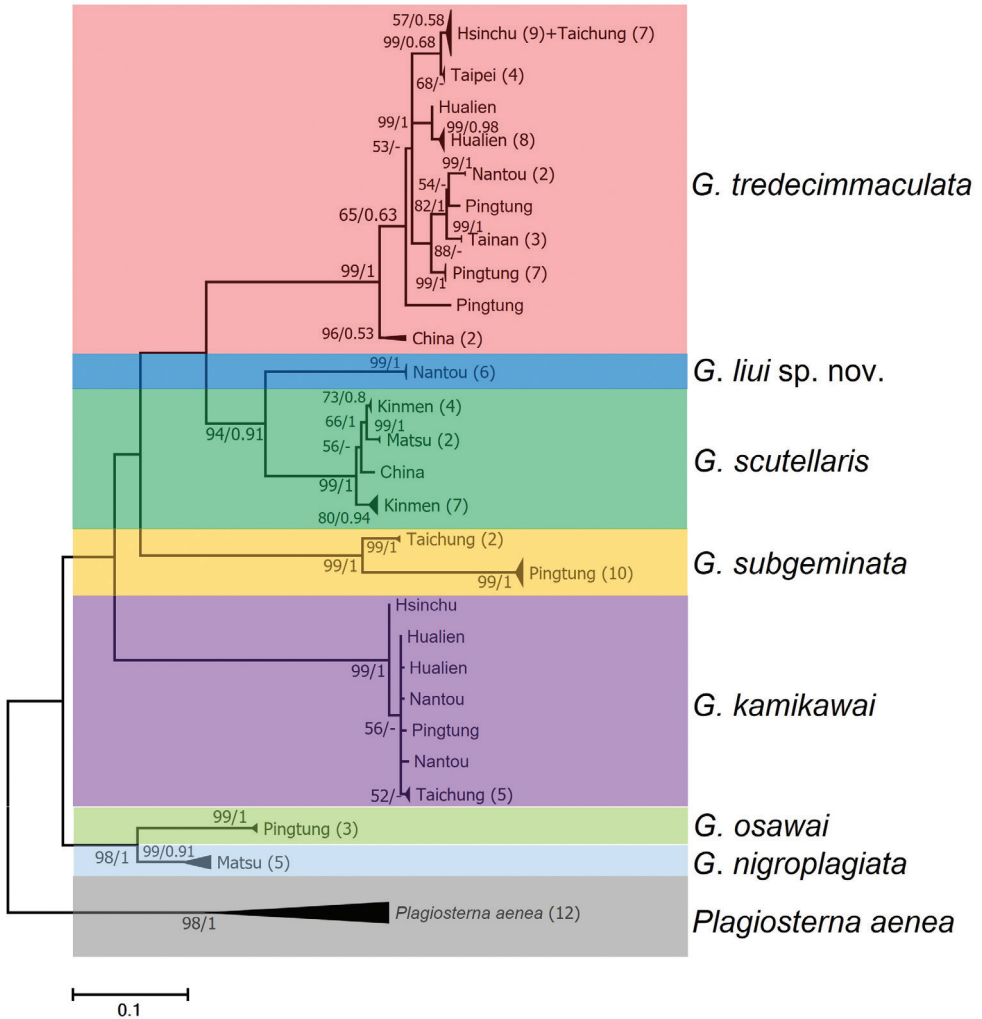 57/0.58
Hsinchu (9)+Taichung (7)
99/0.68
68/-
Taipei (4)
Hualien
99/1
99/0.98
Hualien (8)
53/-
99/1
Nantou (2)
54/-
G. tredecimmaculata
82/1
Pingtung
65/0.63
99/1
Tainan (3)
88/-
99/1
Pingtung (7)
99/1
Pingtung
96/0.53
China (2)
99/1
Nantou (6)
G. liui sp. nov.
73/0.8
Kinmen (4)
66/1
99/1
Matsu (2)
94/0.91
56/-
G. scutellaris
China
99/1
Kinmen (7)
80/0.94
Taichung (2)
99/1
99/1
G. subgeminata
99/1
Pingtung (10)
Hsinchu
Hualien
99/1
Hualien
Nantou
G. kamikawai
56/-
Pingtung
Nantou
52/-
Taichung (5)
99/1
Pingtung (3)
G. osawai
98/1
99/0.91
Matsu (5)
G. nigroplagiata
98/1
Plagiosterna aenea (12)
Plagiosterna aenea
0.1